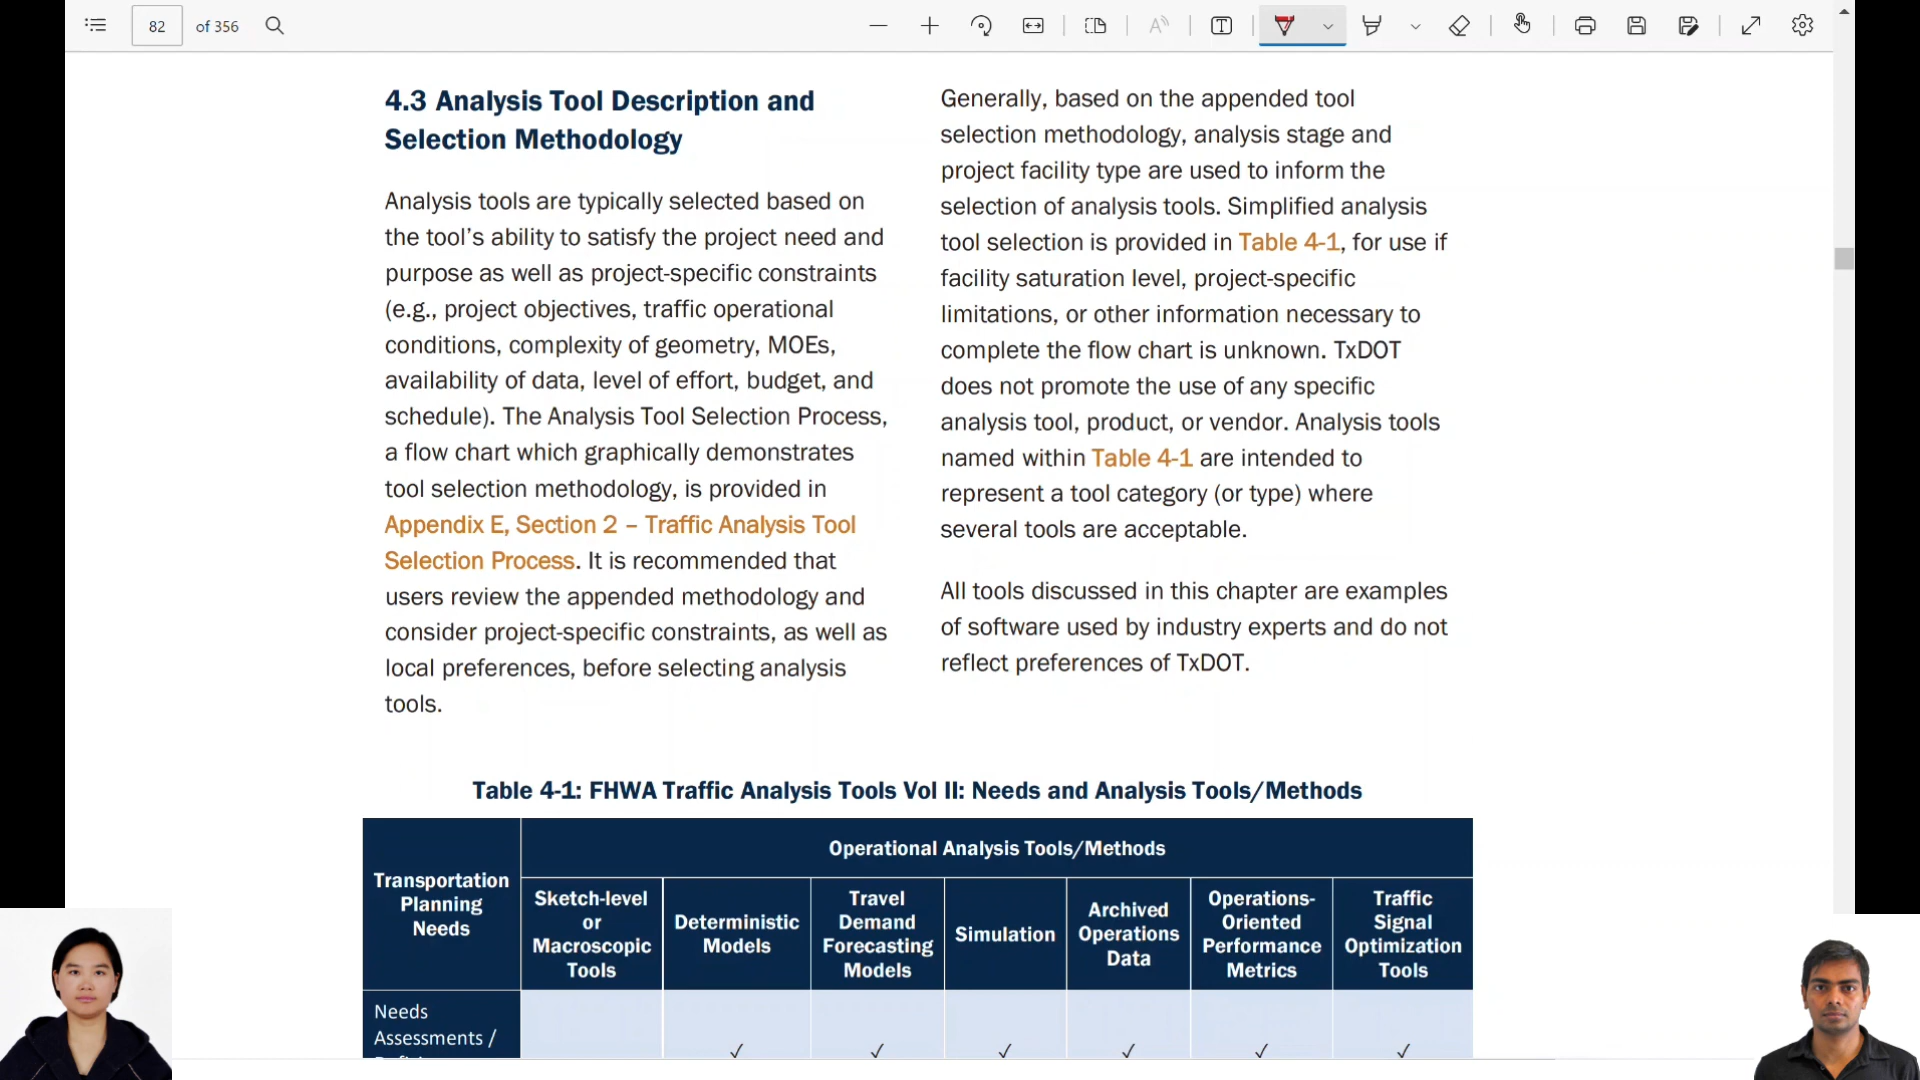 82
of 356
4.3 Analysis Tool Description and
Selection Methodology
Analysis tools are typically selected based on
the tool’s ability to satisfy the project need and
purpose as well as project-specific constraints
(e.g., project objectives, traffic operational
conditions, complexity of geometry, MOEs,
availability of data, level of effort, budget, and
schedule). The Analysis Tool Selection Process,
a flow chart which graphically demonstrates
tool selection methodology, is provided in
Appendix E, Section 2 – Traffic Analysis Tool
Selection Process. It is recommended that
users review the appended methodology and
consider project-specific constraints, as well as
local preferences, before selecting analysis
tools.
Generally, based on the appended tool
selection methodology, analysis stage and
project facility type are used to inform the
selection of analysis tools. Simplified analysis
tool selection is provided in Table 4-1, for use if
facility saturation level, project-specific
limitations, or other information necessary to
complete the flow chart is unknown. TxDOT
does not promote the use of any specific
analysis tool, product, or vendor. Analysis tools
named within Table 4-1 are intended to
represent a tool category (or type) where
several tools are acceptable.
All tools discussed in this chapter are examples
of software used by industry experts and do not
reflect preferences of TxDOT.
Table 4-1: FHWA Traffic Analysis Tools Vol II: Needs and Analysis Tools/Methods
Transportation
Planning
Needs
Operational Analysis Tools/Methods
Sketch-level
or
Macroscopic
Tools
Deterministic
Models
Travel
Demand
Forecasting
Models
Simulation
Archived
Operations
Data
Operations-
Oriented
Performance
Metrics
Traffic
Signal
Optimization
Tools
Needs
Assessments /
✓ ✓ ✓ ✓ ✓ ✓